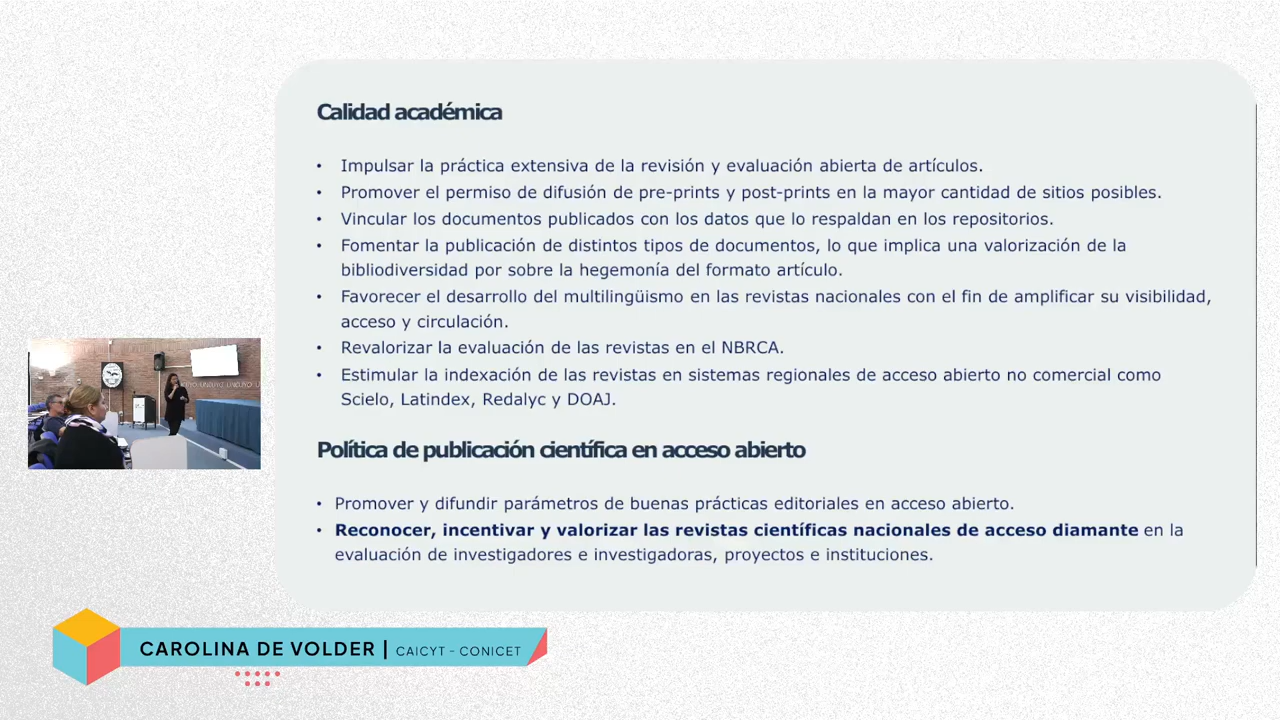 Calidad académica
• Impulsar la práctica extensiva de la revisión y evaluación abierta de artículos.
• Promover el permiso de difusión de pre-prints y post-prints en la mayor cantidad de sitios posibles.
• Vincular los documentos publicados con los datos que lo respaldan en los repositorios.
• Fomentar la publicación de distintos tipos de documentos, lo que implica una valorización de la
bibliodiversidad por sobre la hegemonía del formato artículo.
• Favorecer el desarrollo del multilingüismo en las revistas nacionales con el fin de amplificar su visibilidad,
acceso y circulación.
• Revalorizar la evaluación de las revistas en el NBRCA.
• Estimular la indexación de las revistas en sistemas regionales de acceso abierto no comercial como
Scielo, Latindex, Redalyc y DOAJ.
Política de publicación científica en acceso abierto
• Promover y difundir parámetros de buenas prácticas editoriales en acceso abierto.
• Reconocer, incentivar y valorizar las revistas científicas nacionales de acceso diamante en la
evaluación de investigadores e investigadoras, proyectos e instituciones.
CAROLINA DE VOLDER | CAICYT - CONICET